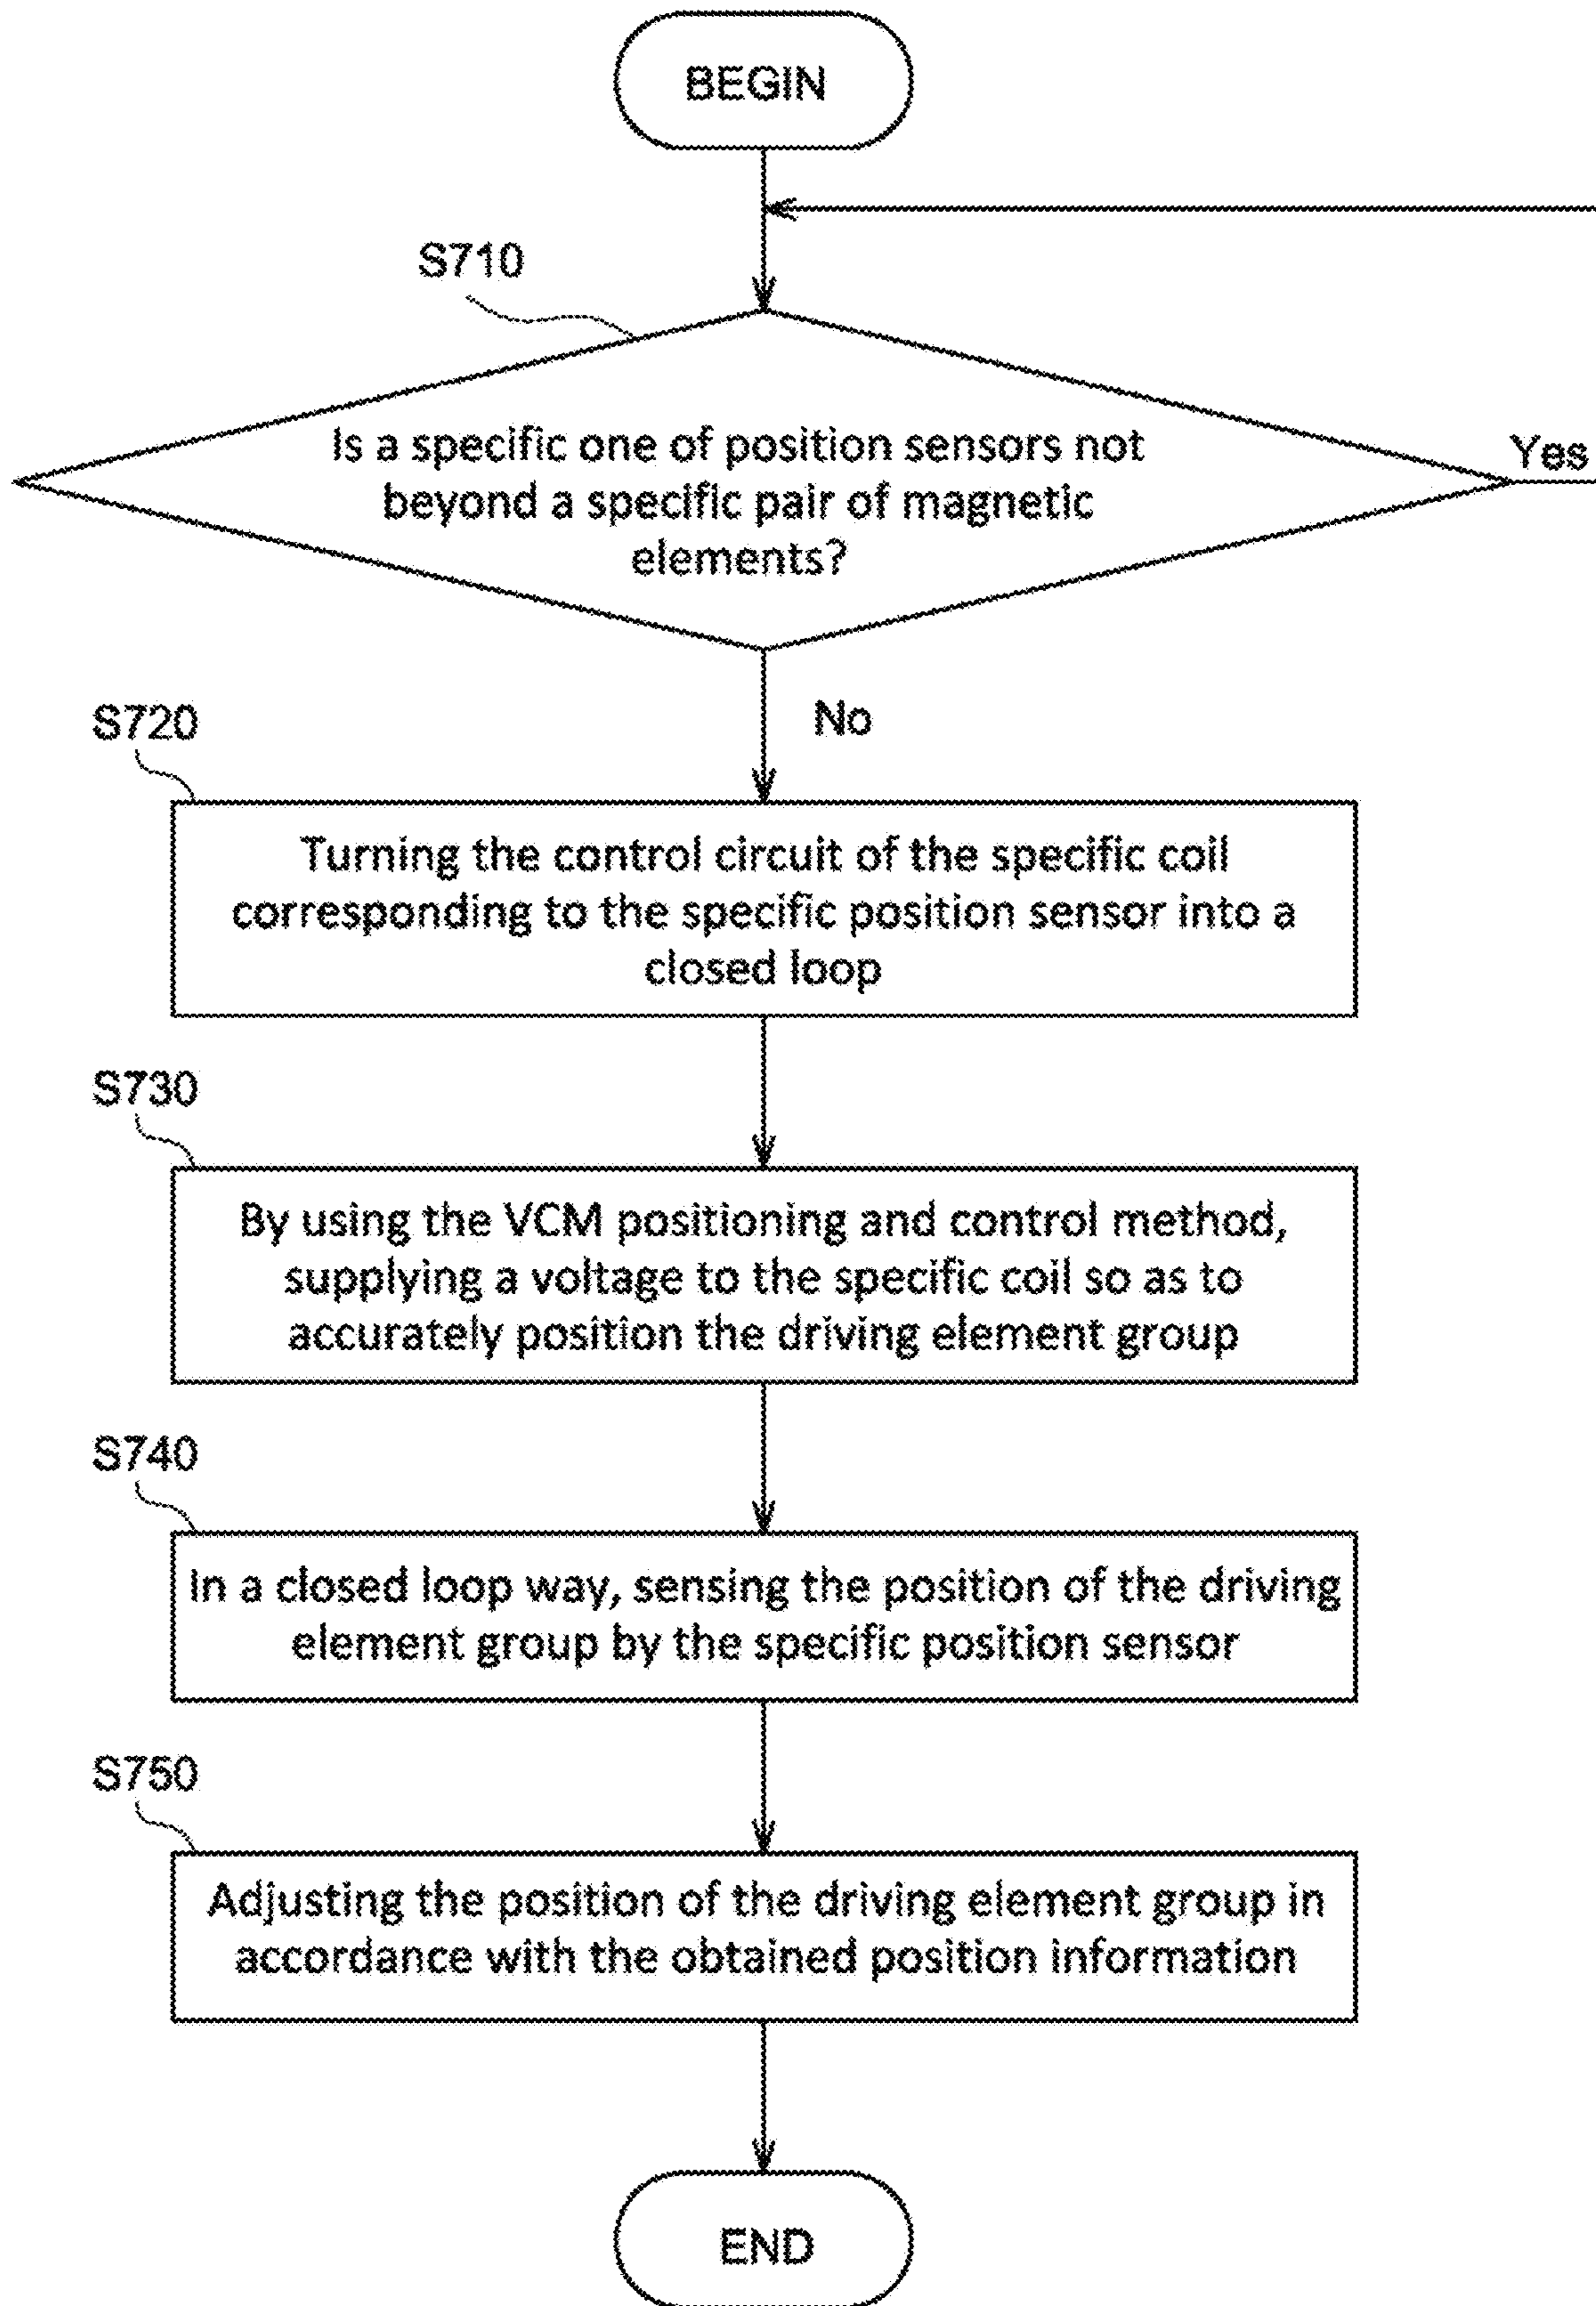 BEGIN
S710
Is a specific one of position sensors not
beyond a specific pair of magnetic
elements?
Yes
No
S720
Turning the control circuit of the specific coil
corresponding to the specific position sensor into a
closed loop
S730
By using the VCM positioning and control method,
supplying a voltage to the specific coil so as to
accurately position the driving element group
S740
In a closed loop way, sensing the position of the driving
element group by the specific position sensor
S750
Adjusting the position of the driving element group in
accordance with the obtained position information
END